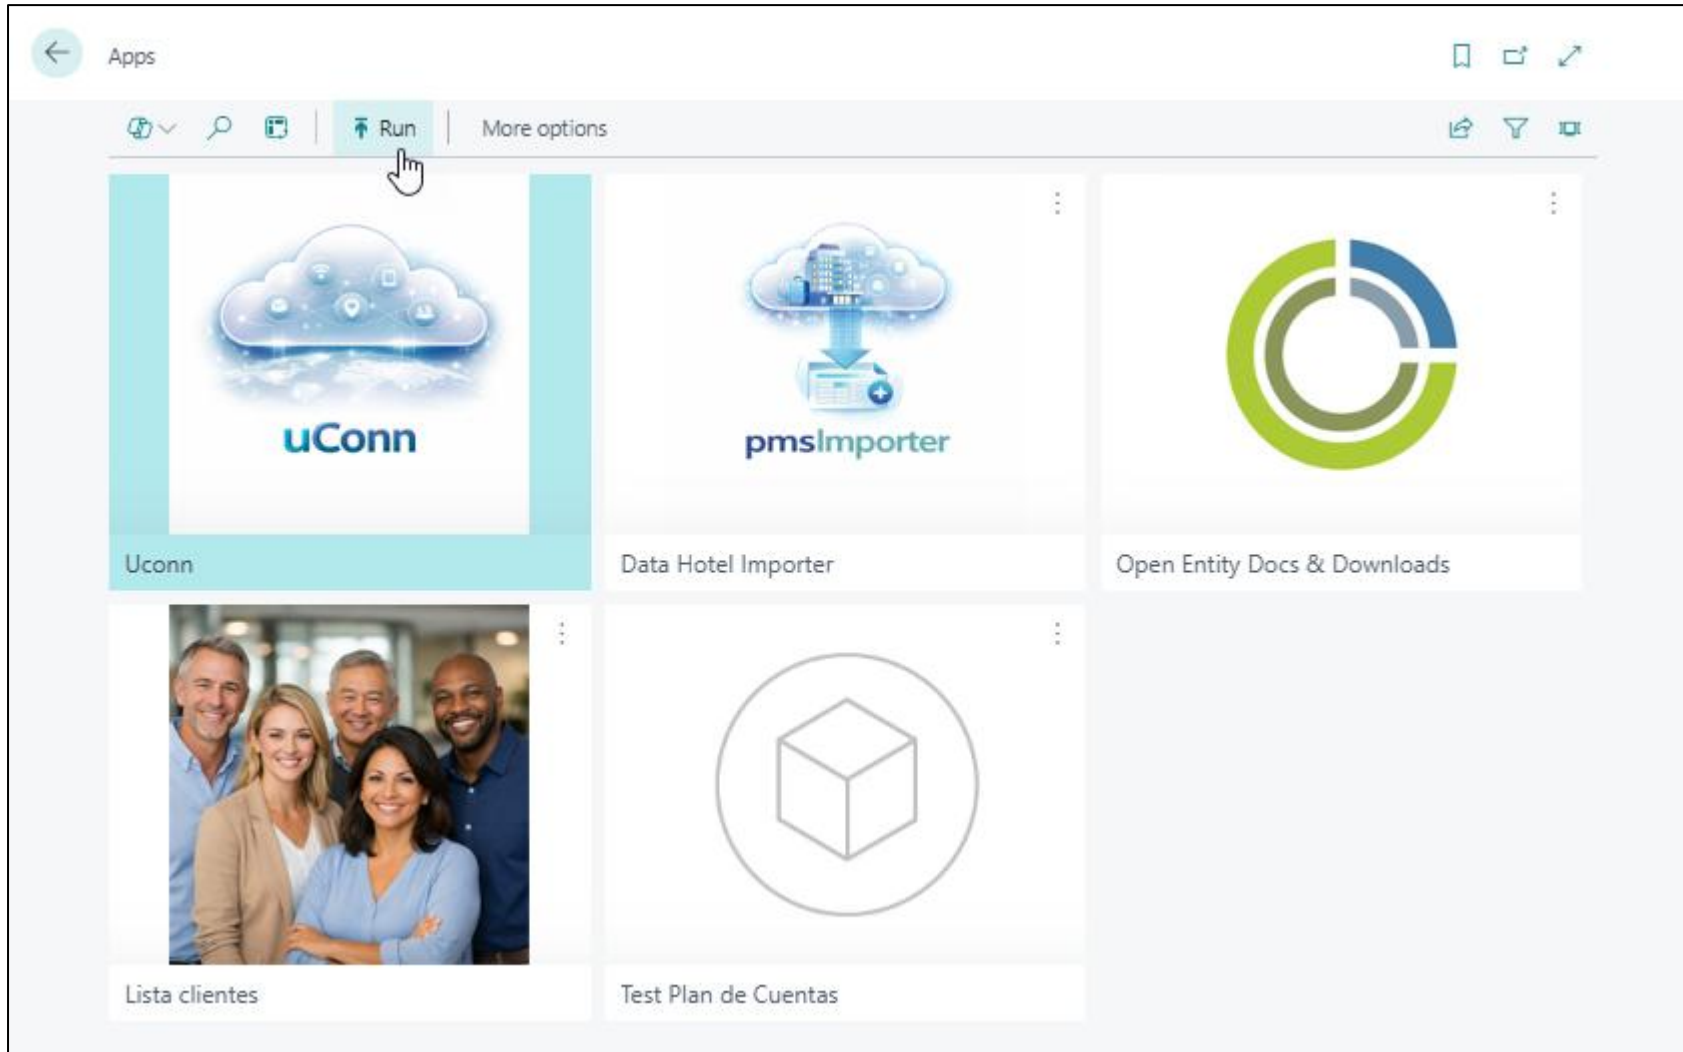 Apps
Run
More options
uConn
pmsImporter
Uconn
Data Hotel Importer
Open Entity Docs & Downloads
Lista clientes
Test Plan de Cuentas